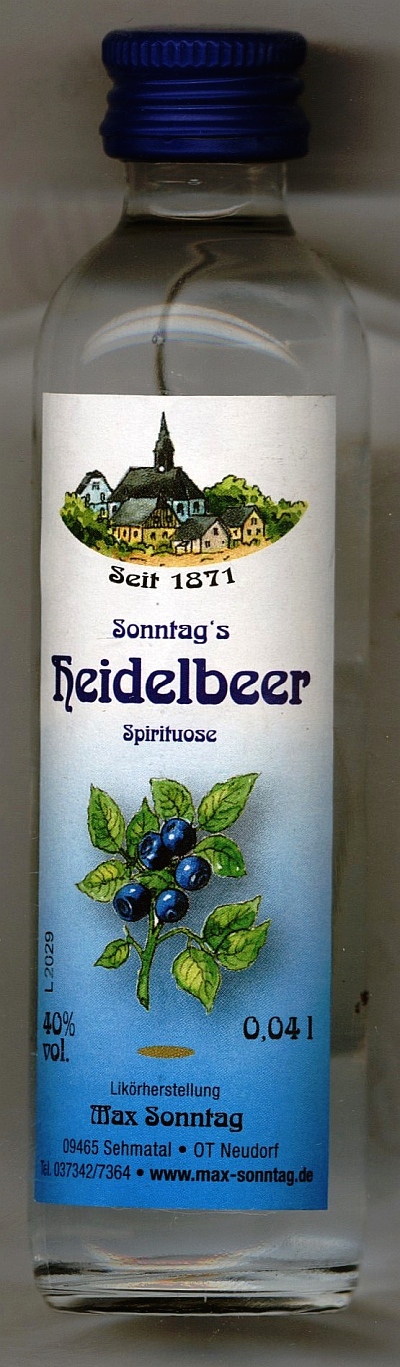 Seit 1871
Sonntag's
Heidelbeer
Spirituose
L 2029
40%
vol.
0,04 l
Likörherstellung
Max Sonntag
09465 Sehmatal • OT Neudorf
Tel. 037342/7364 • www.max-sonntag.de